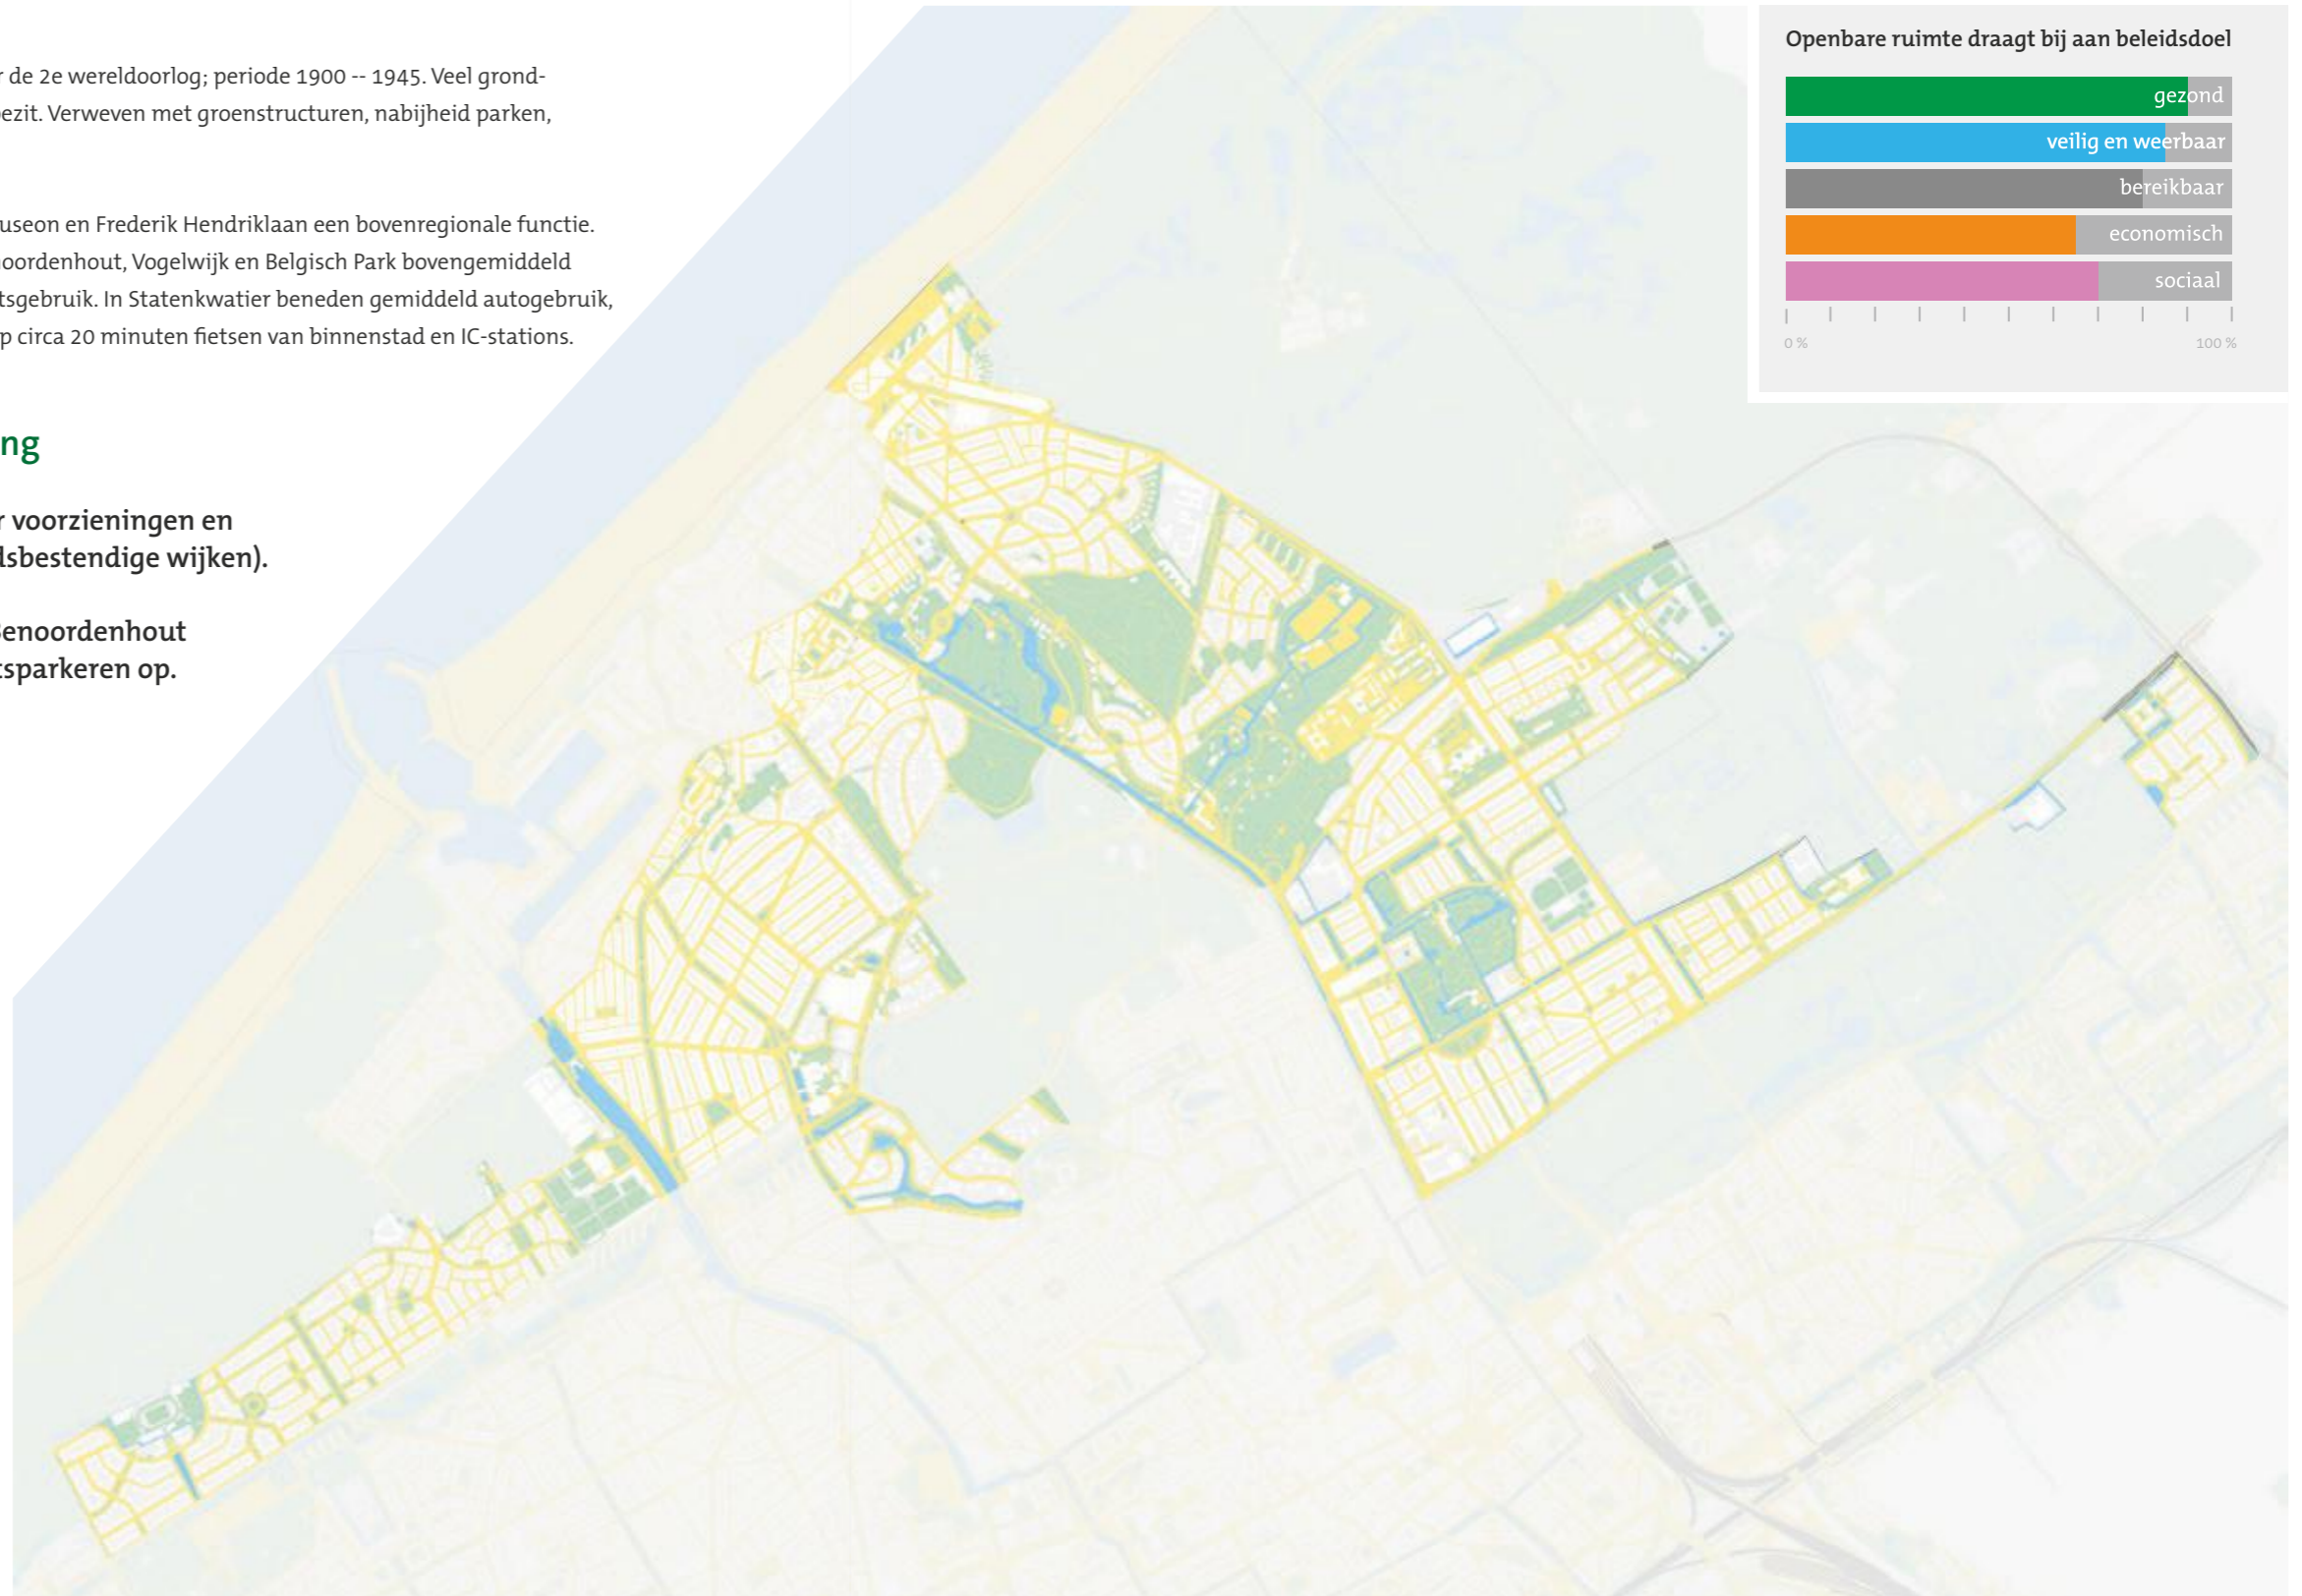 r de 2e wereldoorlog; periode 1900 -- 1945. Veel grond-
ezit. Verweven met groenstructuren, nabijheid parken,
useon en Frederik Hendriklaan een bovenregionale functie.
oordenhout, Vogelwijk en Belgisch Park bovengemiddeld
tsgebruik. In Statenkwatier beneden gemiddeld autogebruik,
p circa 20 minuten fietsen van binnenstad en IC-stations.
ng
r voorzieningen en
dsbestendige wijken).
Benoordenhout
tsparkeren op.
Openbare ruimte draagt bij aan beleidsdoel
gezond
veilig en weerbaar
bereikbaar
economisch
sociaal
0 %
100 %